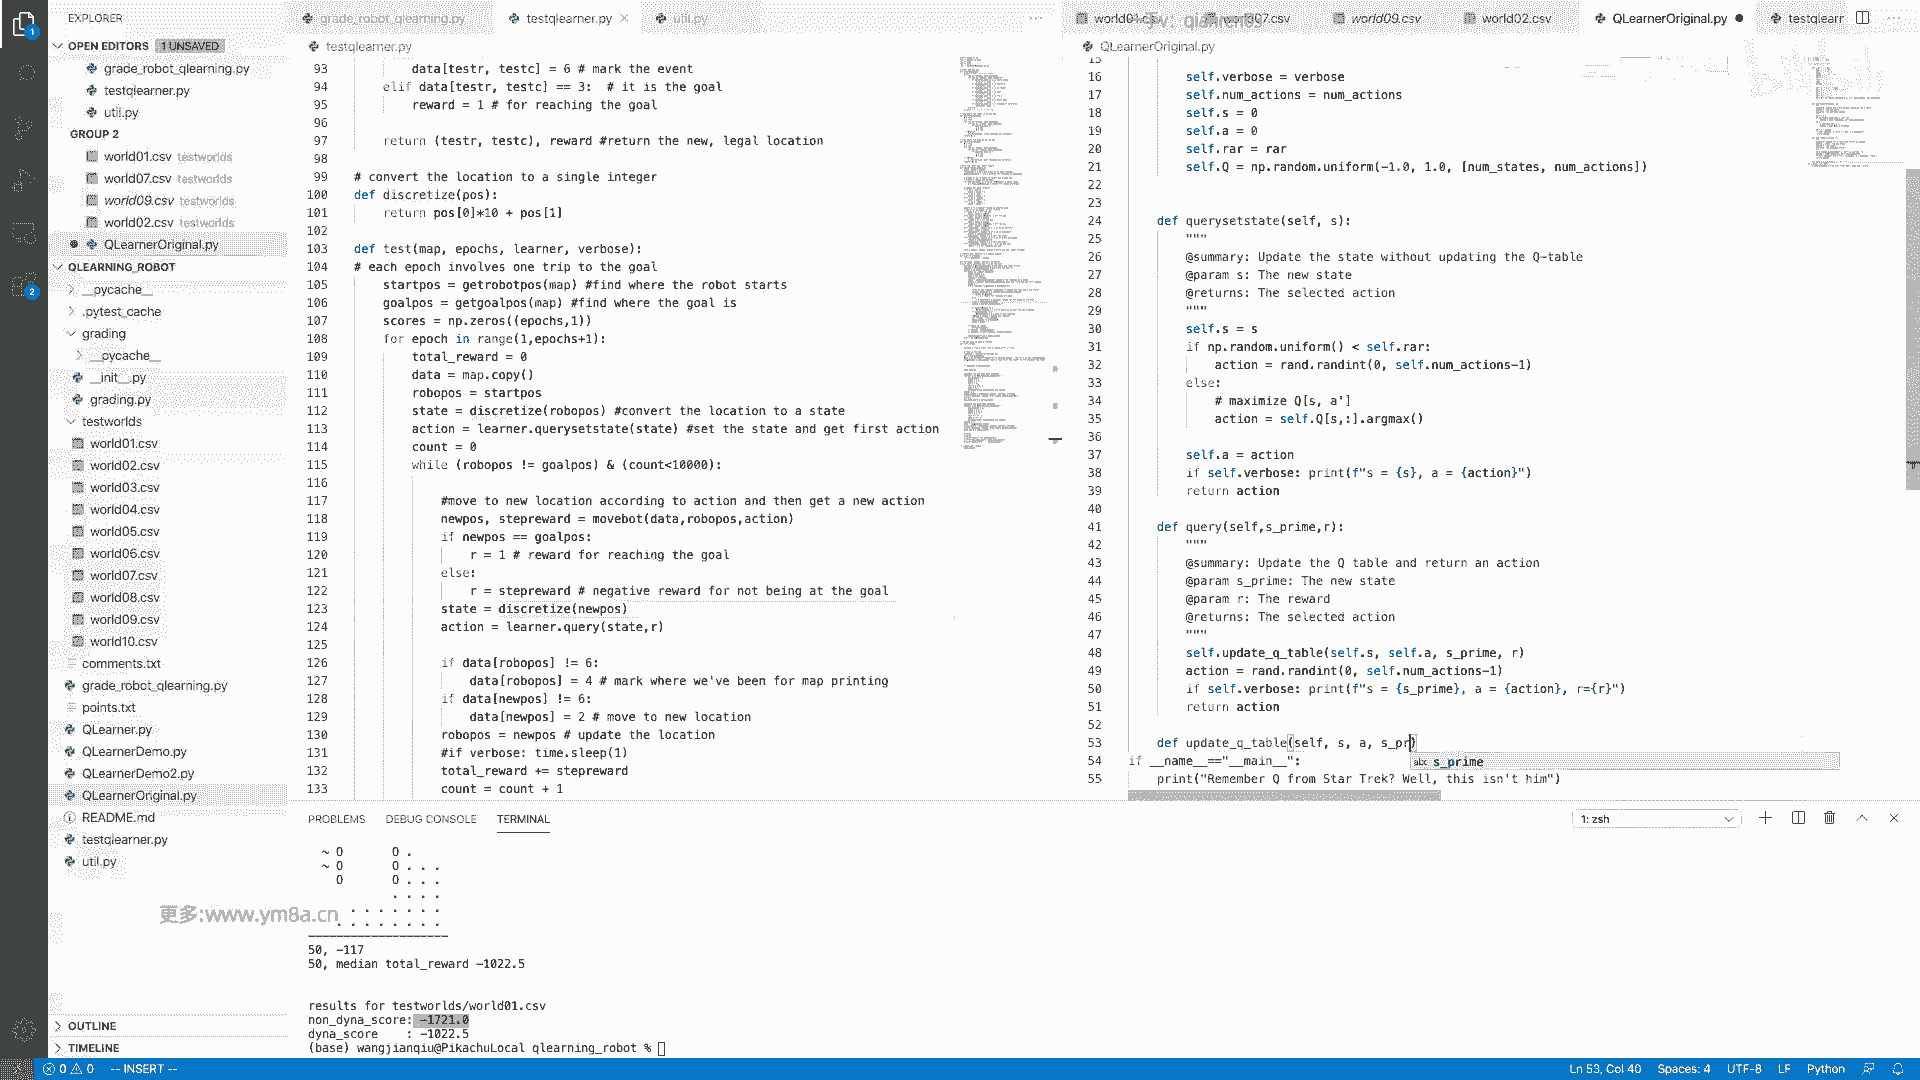 EXPLORER
OPEN EDITORS 1 UNSAVED
grade_robot_qlearning.py
testqlearner.py
util.py
GROUP 2
world01.csv testworlds
world07.csv testworlds
world09.csv testworlds
world02.csv testworlds
QLearnerOriginal.py
QLEARNING_ROBOT
__pycache__
.pytest_cache
grading
__pycache__
__init__.py
grading.py
testworlds
world01.csv
world02.csv
world03.csv
world04.csv
world05.csv
world06.csv
world07.csv
world08.csv
world09.csv
world10.csv
comments.txt
grade_robot_qlearning.py
points.txt
QLearner.py
QLearnerDemo.py
QLearnerDemo2.py
QLearnerOriginal.py
README.md
testqlearner.py
util.py
更多:www.ym8a.cn
OUTLINE
TIMELINE
grade_robot_qlearning.py testqlearner.py util.py
testqlearner.py
93 data[testr, testc] = 6 # mark the event
94 elif data[testr, testc] == 3: # it is the goal
95 reward = 1 # for reaching the goal
96
97 return (testr, testc), reward #return the new, legal location
98
99 # convert the location to a single integer
100 def discretize(pos):
101 return pos[0]*10 + pos[1]
102
103 def test(map, epochs, learner, verbose):
104 # each epoch involves one trip to the goal
105 startpos = getrobotpos(map) #find where the robot starts
106 goalpos = getgoalpos(map) #find where the goal is
107 scores = np.zeros((epochs,1))
108 for epoch in range(1,epochs+1):
109 total_reward = 0
110 data = map.copy()
111 robopos = startpos
112 state = discretize(robopos) #convert the location to a state
113 action = learner.querysetstate(state) #set the state and get first action
114 count = 0
115 while (robopos != goalpos) & (count<10000):
116
117 #move to new location according to action and then get a new action
118 newpos, stepreward = movebot(data,robopos,action)
119 if newpos == goalpos:
120 r = 1 # reward for reaching the goal
121 else:
122 r = stepreward # negative reward for not being at the goal
123 state = discretize(newpos)
124 action = learner.query(state,r)
125
126 if data[robopos] != 6:
127 data[robopos] = 4 # mark where we've been for map printing
128 if data[newpos] != 6:
129 data[newpos] = 2 # move to new location
130 robopos = newpos # update the location
131 #if verbose: time.sleep(1)
132 total_reward += stepreward
133 count = count + 1
world09.csv world02.csv QLearnerOriginal.py testqlearr
QLearnerOriginal.py
15
16 self.verbose = verbose
17 self.num_actions = num_actions
18 self.s = 0
19 self.a = 0
20 self.rar = rar
21 self.Q = np.random.uniform(-1.0, 1.0, [num_states, num_actions])
22
23
24 def querysetstate(self, s):
25 """
26 @summary: Update the state without updating the Q-table
27 @param s: The new state
28 @returns: The selected action
29 """
30 self.s = s
31 if np.random.uniform() < self.rar:
32 action = rand.randint(0, self.num_actions-1)
33 else:
34 # maximize Q[s, a']
35 action = self.Q[s,:].argmax()
36
37 self.a = action
38 if self.verbose: print(f"s = {s}, a = {action}")
39 return action
40
41 def query(self,s_prime,r):
42 """
43 @summary: Update the Q table and return an action
44 @param s_prime: The new state
45 @param r: The reward
46 @returns: The selected action
47 """
48 self.update_q_table(self.s, self.a, s_prime, r)
49 action = rand.randint(0, self.num_actions-1)
50 if self.verbose: print(f"s = {s_prime}, a = {action}, r={r}")
51 return action
52
53 def update_q_table(self, s, a, s_pr)
54 if __name__=="__main__":
abc s_prime
55 print("Remember Q from Star Trek? Well, this isn't him")
PROBLEMS DEBUG CONSOLE TERMINAL
1: zsh
~ O O .
~ O O . . .
O O . . .
. . . .
. . . . . . .
. . . . . . . .
--------------------
50, -117
50, median total_reward -1022.5
results for testworlds/world01.csv
non_dyna_score: -1721.0
dyna_score : -1022.5
(base) wangjianqiu@PikachuLocal qlearning_robot %
0 0 -- INSERT --
Ln 53, Col 40 Spaces: 4 UTF-8 LF Python